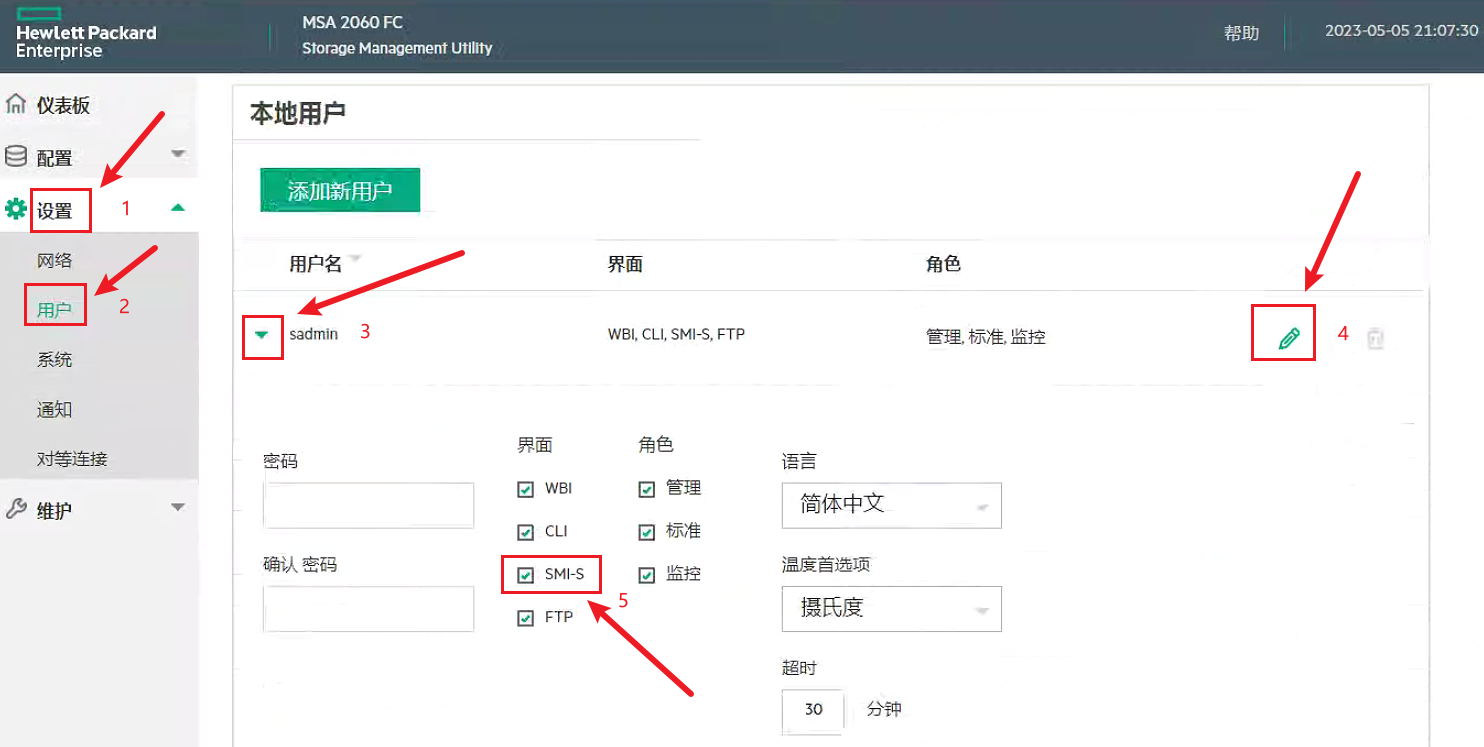 Hewlett Packard
Enterprise
MSA 2060 FC
Storage Management Utility
帮助
2023-05-05 21:07:30
仪表板
配置
设置
1
网络
用户
2
系统
通知
对等连接
维护
本地用户
添加新用户
用户名
界面
角色
sadmin
3
WBI, CLI, SMI-S, FTP
管理, 标准, 监控
4
密码
确认 密码
界面
WBI
CLI
SMI-S
5
FTP
角色
管理
标准
监控
语言
简体中文
温度首选项
摄氏度
超时
30
分钟